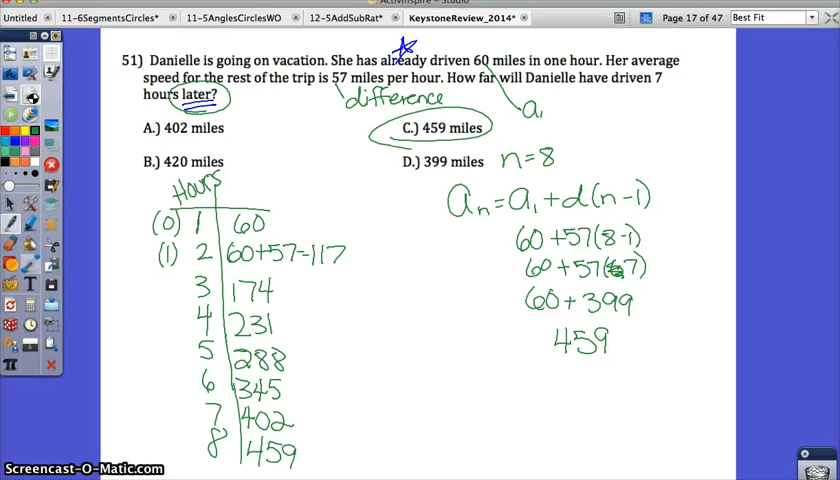 ActivInspire - Studio
Untitled
11-6SegmentsCircles*
11-5AnglesCirclesWO
12-5AddSubRat*
KeystoneReview_2014*
Page 17 of 47
Best Fit
51) Danielle is going on vacation. She has already driven 60 miles in one hour. Her average
speed for the rest of the trip is 57 miles per hour. How far will Danielle have driven 7
hours later?
difference
a₁
A.) 402 miles
C.) 459 miles
B.) 420 miles
D.) 399 miles
n=8
Hours
(0) 1 60
(1) 2 60+57=117
3 174
4 231
5 288
6 345
7 402
8 459
aₙ = a₁ + d(n-1)
60 + 57(8-1)
60 + 57(7)
60 + 399
459
Screencast-O-Matic.com